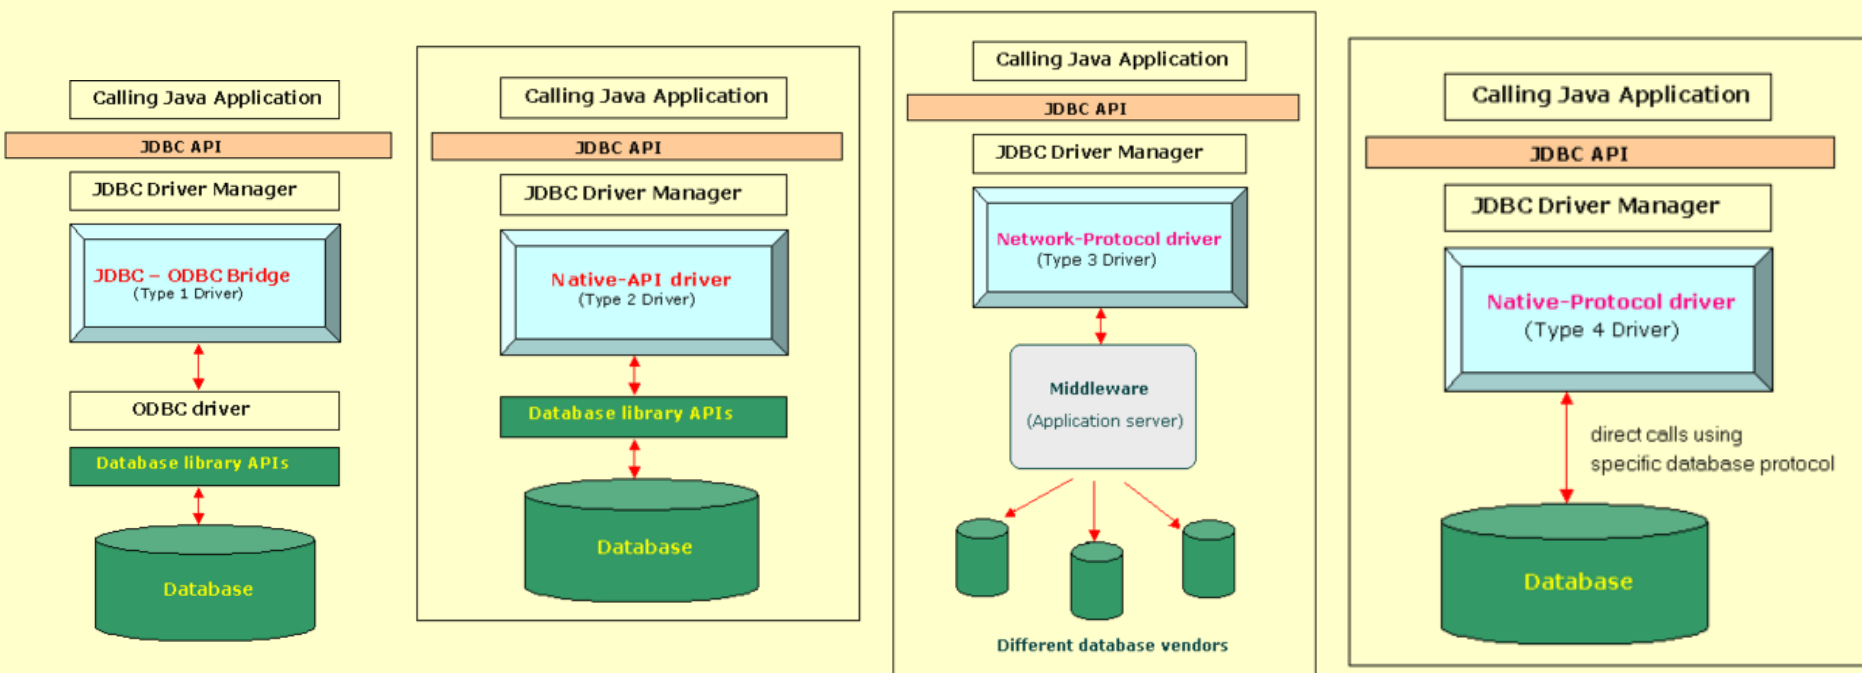 Calling Java Application
JDBC API
JDBC Driver Manager
JDBC – ODBC Bridge
(Type 1 Driver)
ODBC driver
Database library APIs
Database
Calling Java Application
JDBC API
JDBC Driver Manager
Native-API driver
(Type 2 Driver)
Database library APIs
Database
Calling Java Application
JDBC API
JDBC Driver Manager
Network-Protocol driver
(Type 3 Driver)
Middleware
(Application server)
Different database vendors
Calling Java Application
JDBC API
JDBC Driver Manager
Native-Protocol driver
(Type 4 Driver)
direct calls using
specific database protocol
Database